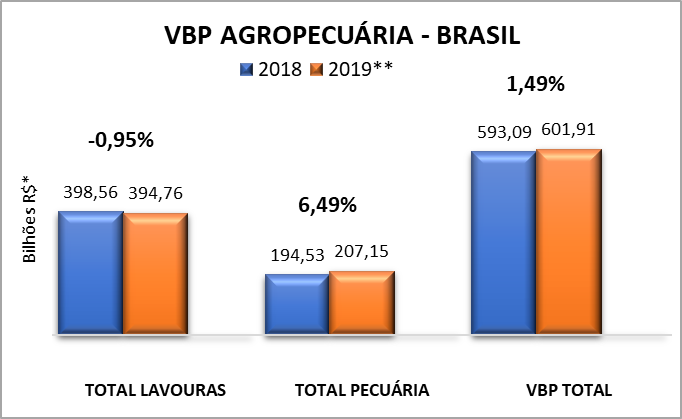 VBP AGROPECUÁRIA - BRASIL
2018 2019**
1,49%
593,09 601,91
-0,95%
398,56 394,76
6,49%
194,53 207,15
Bilhões R$*
TOTAL LAVOURAS TOTAL PECUÁRIA VBP TOTAL